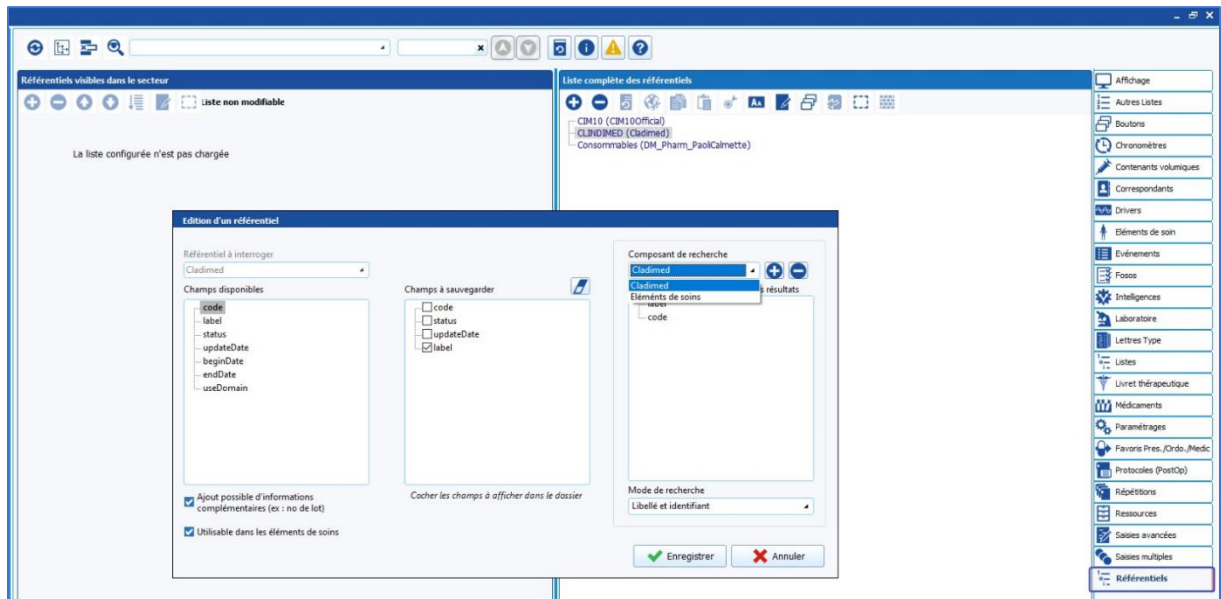 Référentiels visibles dans le secteur
Liste non modifiable
La liste configurée n'est pas chargée
Liste complète des référentiels
CIM10 (CIM10Official)
CLINDIMED (Cladimed)
Consommables (DM_Pharm_PaoliCalmette)
Edition d'un référentiel
Référentiel à interroger
Cladimed
Champs disponibles
code
label
status
updateDate
beginDate
endDate
useDomain
Ajout possible d'informations
complémentaires (ex : no de lot)
Utilisable dans les éléments de soins
Champs à sauvegarder
code
status
updateDate
label
Cocher les champs à afficher dans le dossier
Composant de recherche
Cladimed
Cladimed
Eléments de soins
s résultats
label
code
Mode de recherche
Libellé et identifiant
Enregistrer
Annuler
Affichage
Autres Listes
Boutons
Chronomètres
Contenants volumiques
Correspondants
Drivers
Eléments de soin
Evénements
Fosos
Intelligences
Laboratoire
Lettres Type
Listes
Livret thérapeutique
Médicaments
Paramétrages
Favoris Pres./Ordo./Medic
Protocoles (PostOp)
Répétitions
Ressources
Saisies avancées
Saisies multiples
Référentiels